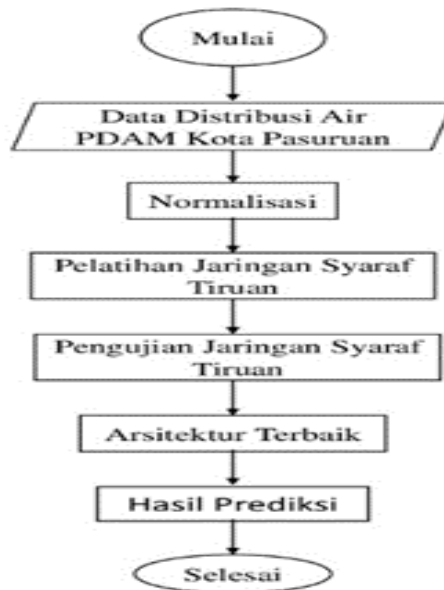 Mulai
Data Distribusi Air
PDAM Kota Pasuruan
Normalisasi
Pelatihan Jaringan Syaraf
Tiruan
Pengujian Jaringan Syaraf
Tiruan
Arsitektur Terbaik
Hasil Prediksi
Selesai